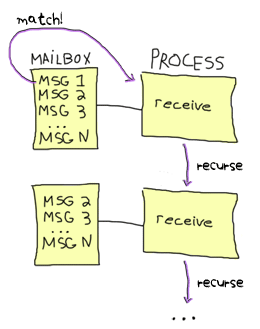 match!
MAILBOX
PROCESS
MSG 1
MSG 2
MSG 3
...
MSG N
receive
recurse
MSG 2
MSG 3
...
MSG N
receive
recurse
...